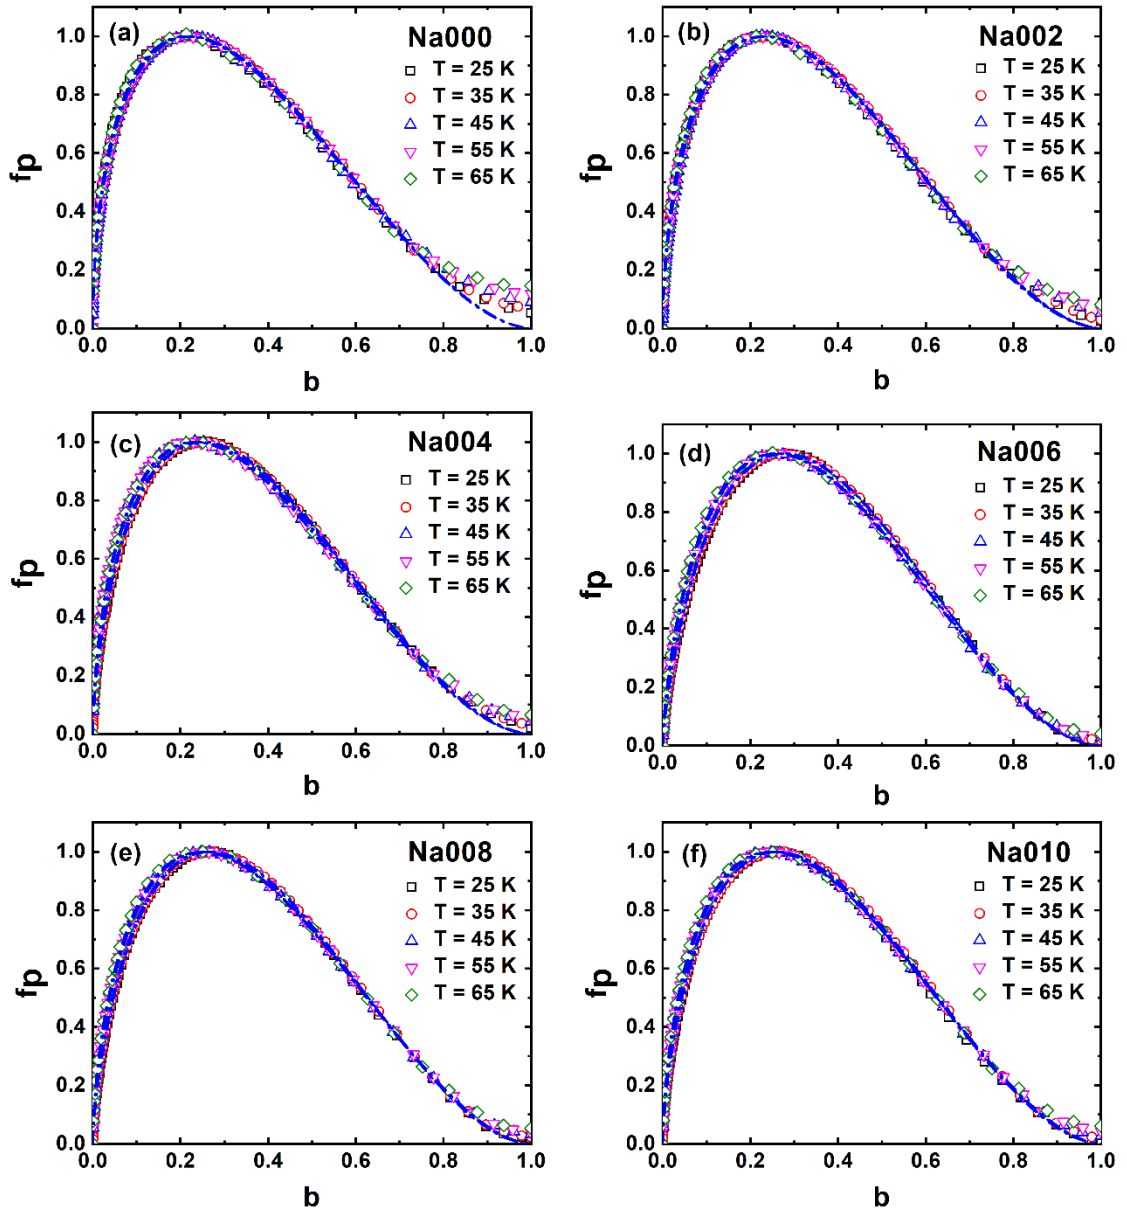 (a) Na000
T = 25 K
T = 35 K
T = 45 K
T = 55 K
T = 65 K
fp
1.0
0.8
0.6
0.4
0.2
0.0
0.0 0.2 0.4 0.6 0.8 1.0
b
(b) Na002
T = 25 K
T = 35 K
T = 45 K
T = 55 K
T = 65 K
fp
1.0
0.8
0.6
0.4
0.2
0.0
0.0 0.2 0.4 0.6 0.8 1.0
b
(c) Na004
T = 25 K
T = 35 K
T = 45 K
T = 55 K
T = 65 K
fp
1.0
0.8
0.6
0.4
0.2
0.0
0.0 0.2 0.4 0.6 0.8 1.0
b
(d) Na006
T = 25 K
T = 35 K
T = 45 K
T = 55 K
T = 65 K
fp
1.0
0.8
0.6
0.4
0.2
0.0
0.0 0.2 0.4 0.6 0.8 1.0
b
(e) Na008
T = 25 K
T = 35 K
T = 45 K
T = 55 K
T = 65 K
fp
1.0
0.8
0.6
0.4
0.2
0.0
0.0 0.2 0.4 0.6 0.8 1.0
b
(f) Na010
T = 25 K
T = 35 K
T = 45 K
T = 55 K
T = 65 K
fp
1.0
0.8
0.6
0.4
0.2
0.0
0.0 0.2 0.4 0.6 0.8 1.0
b